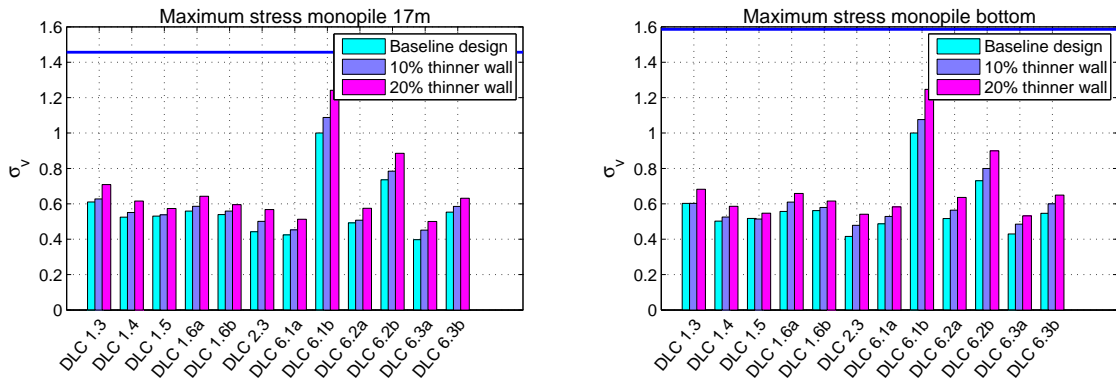 Maximum stress monopile 17m
1.6
1.4
1.2
1
0.8
0.6
0.4
0.2
0
σv
Baseline design
10% thinner wall
20% thinner wall
DLC 1.3
DLC 1.4
DLC 1.5
DLC 1.6a
DLC 1.6b
DLC 2.3
DLC 6.1a
DLC 6.1b
DLC 6.2a
DLC 6.2b
DLC 6.3a
DLC 6.3b
Maximum stress monopile bottom
1.6
1.4
1.2
1
0.8
0.6
0.4
0.2
0
σv
Baseline design
10% thinner wall
20% thinner wall
DLC 1.3
DLC 1.4
DLC 1.5
DLC 1.6a
DLC 1.6b
DLC 2.3
DLC 6.1a
DLC 6.1b
DLC 6.2a
DLC 6.2b
DLC 6.3a
DLC 6.3b